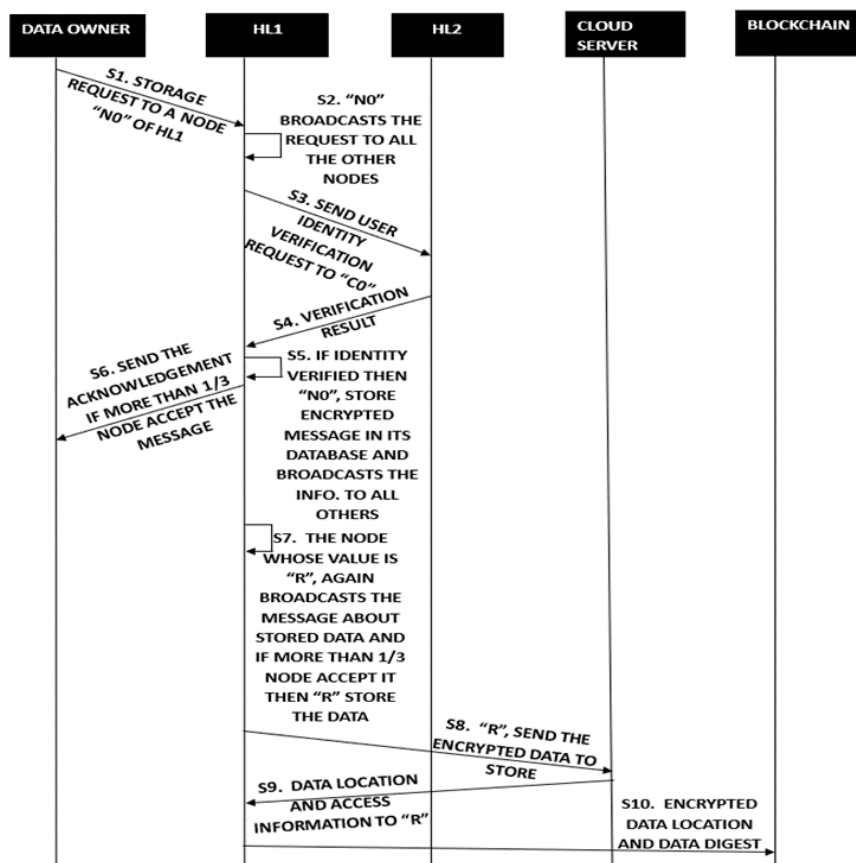 DATA OWNER
HL1
HL2
CLOUD
SERVER
BLOCKCHAIN
S1. STORAGE
REQUEST TO A NODE
“N0” OF HL1
S2. “N0”
BROADCASTS THE
REQUEST TO ALL
THE OTHER
NODES
S3. SEND USER
IDENTITY
VERIFICATION
REQUEST TO “C0”
S4. VERIFICATION
RESULT
S5. IF IDENTITY
VERIFIED THEN
“N0”, STORE
ENCRYPTED
MESSAGE IN ITS
DATABASE AND
BROADCASTS THE
INFO. TO ALL
OTHERS
S6. SEND THE
ACKNOWLEDGEMENT
IF MORE THAN 1/3
NODE ACCEPT THE
MESSAGE
S7. THE NODE
WHOSE VALUE IS
“R”, AGAIN
BROADCASTS THE
MESSAGE ABOUT
STORED DATA AND
IF MORE THAN 1/3
NODE ACCEPT IT
THEN “R” STORE
THE DATA
S8. “R”, SEND THE
ENCRYPTED DATA TO
STORE
S9. DATA LOCATION
AND ACCESS
INFORMATION TO “R”
S10. ENCRYPTED
DATA LOCATION
AND DATA DIGEST